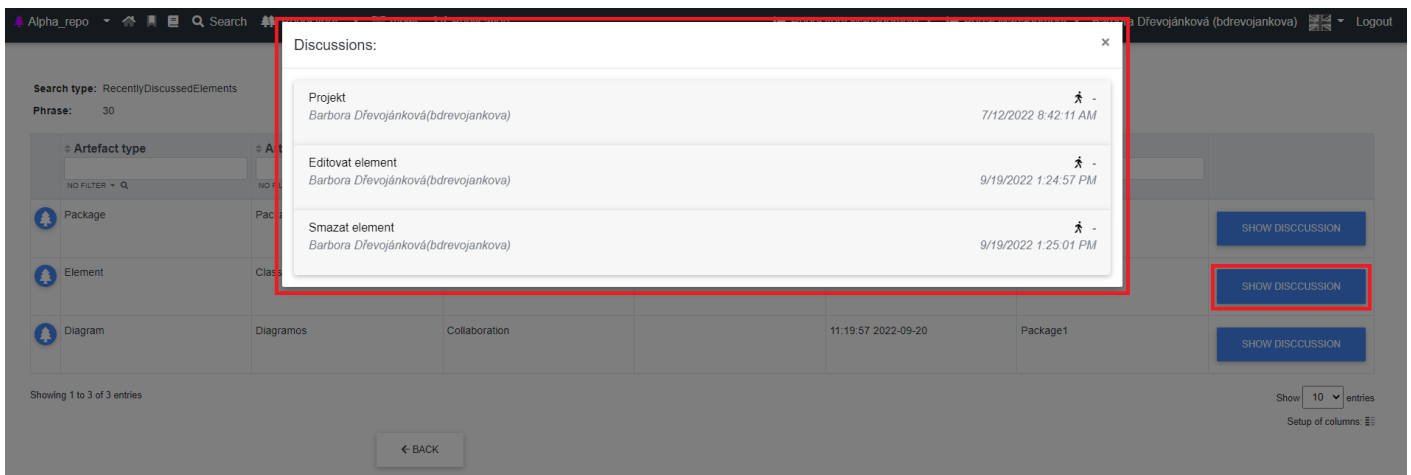 Alpha_repo Search Barbora Dřevojánková (bdrevojankova) Logout
Discussions: ×
Projekt -
Barbora Dřevojánková(bdrevojankova) 7/12/2022 8:42:11 AM
Editovat element -
Barbora Dřevojánková(bdrevojankova) 9/19/2022 1:24:57 PM
Smazat element -
Barbora Dřevojánková(bdrevojankova) 9/19/2022 1:25:01 PM
Search type: RecentlyDiscussedElements
Phrase: 30
Artefact type
NO FILTER
Package SHOW DISCCUSSION
Element SHOW DISCCUSSION
Diagram Diagramos Collaboration 11:19:57 2022-09-20 Package1 SHOW DISCCUSSION
Showing 1 to 3 of 3 entries Show 10 entries
Setup of columns:
BACK